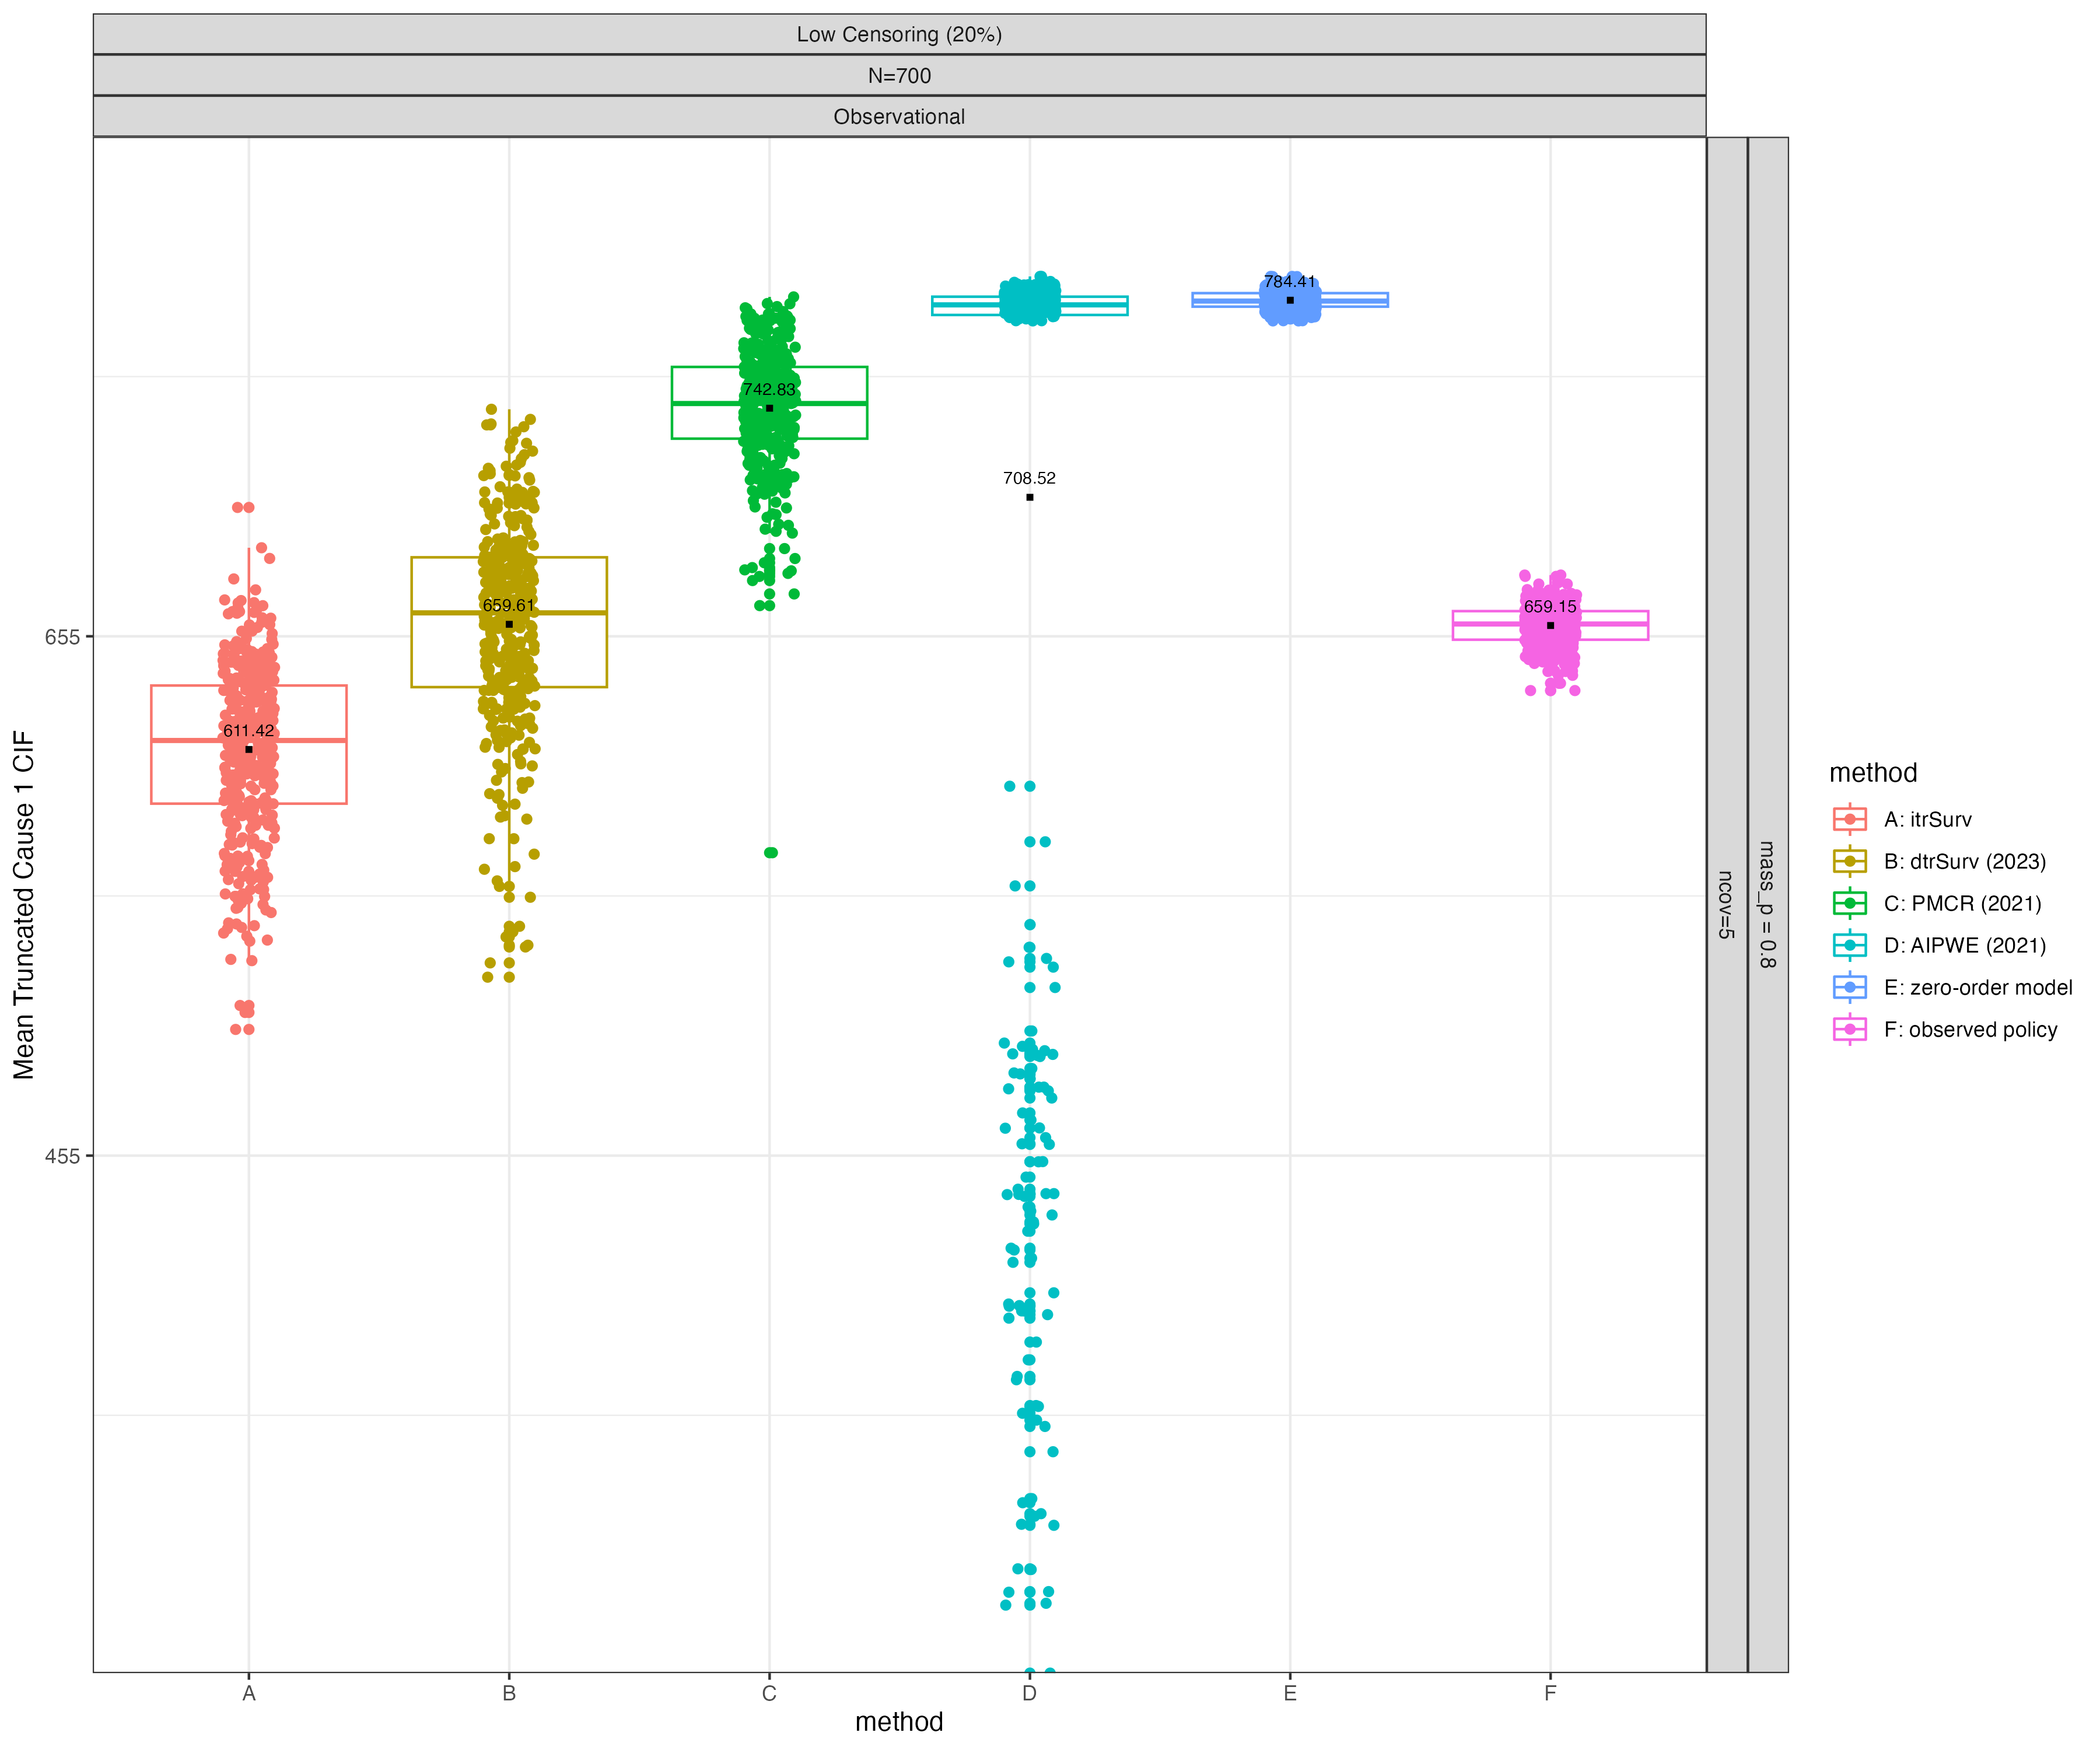 Low Censoring (20%)
N=700
Observational
784.41
742.83
708.52
659.61
659.15
611.42
655
455
Mean Truncated Cause 1 CIF
A
B
C
D
E
F
method
ncov=5
mass_p = 0.8
method
A: itrSurv
B: dtrSurv (2023)
C: PMCR (2021)
D: AIPWE (2021)
E: zero-order model
F: observed policy